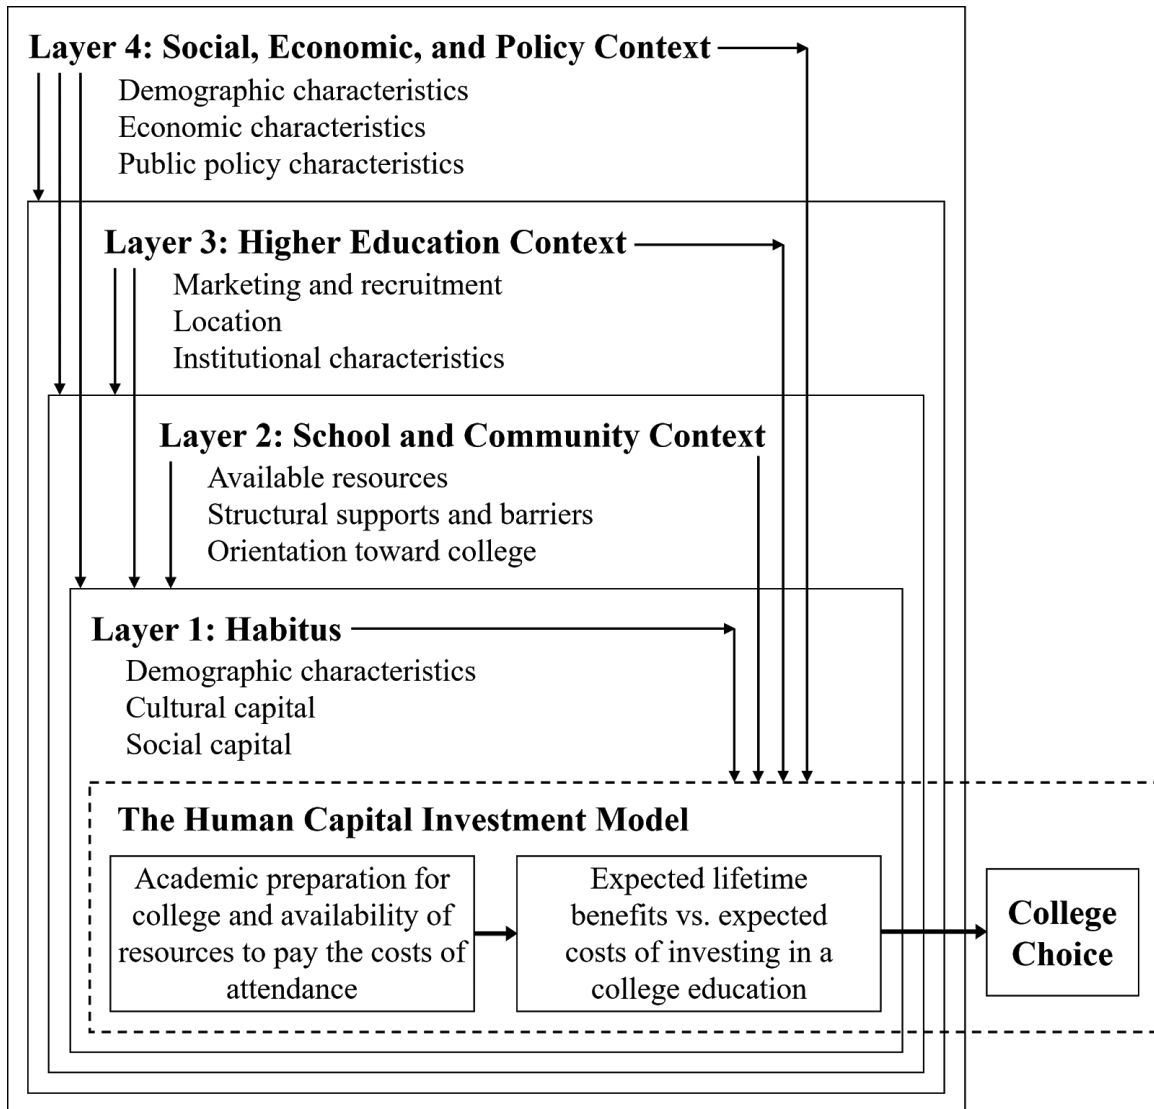 Layer 4: Social, Economic, and Policy Context
Demographic characteristics
Economic characteristics
Public policy characteristics
Layer 3: Higher Education Context
Marketing and recruitment
Location
Institutional characteristics
Layer 2: School and Community Context
Available resources
Structural supports and barriers
Orientation toward college
Layer 1: Habitus
Demographic characteristics
Cultural capital
Social capital
The Human Capital Investment Model
Academic preparation for
college and availability of
resources to pay the costs of
attendance
Expected lifetime
benefits vs. expected
costs of investing in a
college education
College
Choice